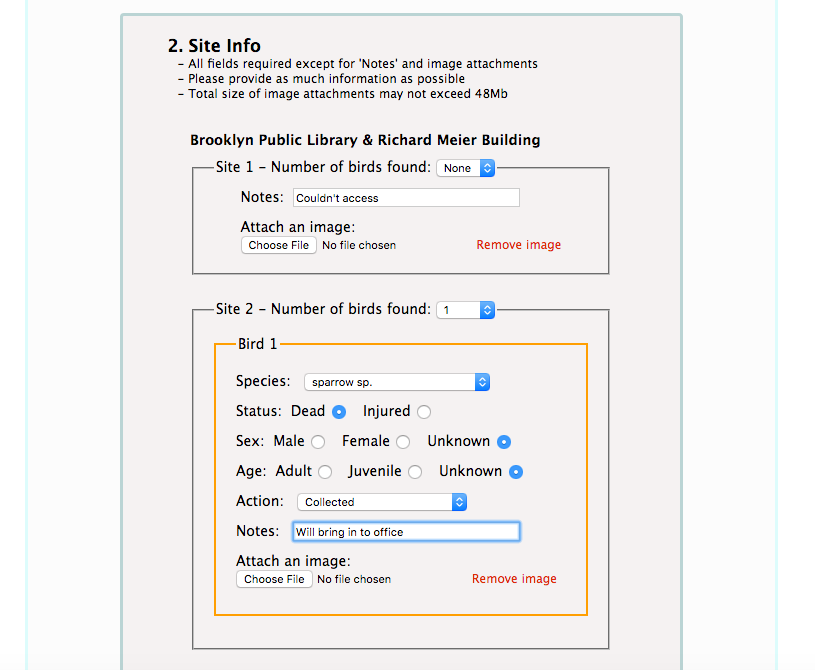 2. Site Info
- All fields required except for 'Notes' and image attachments
- Please provide as much information as possible
- Total size of image attachments may not exceed 48Mb
Brooklyn Public Library & Richard Meier Building
Site 1 - Number of birds found: None
Notes: Couldn't access
Attach an image:
Choose File No file chosen Remove image
Site 2 - Number of birds found: 1
Bird 1
Species: sparrow sp.
Status: Dead Injured
Sex: Male Female Unknown
Age: Adult Juvenile Unknown
Action: Collected
Notes: Will bring in to office
Attach an image:
Choose File No file chosen Remove image